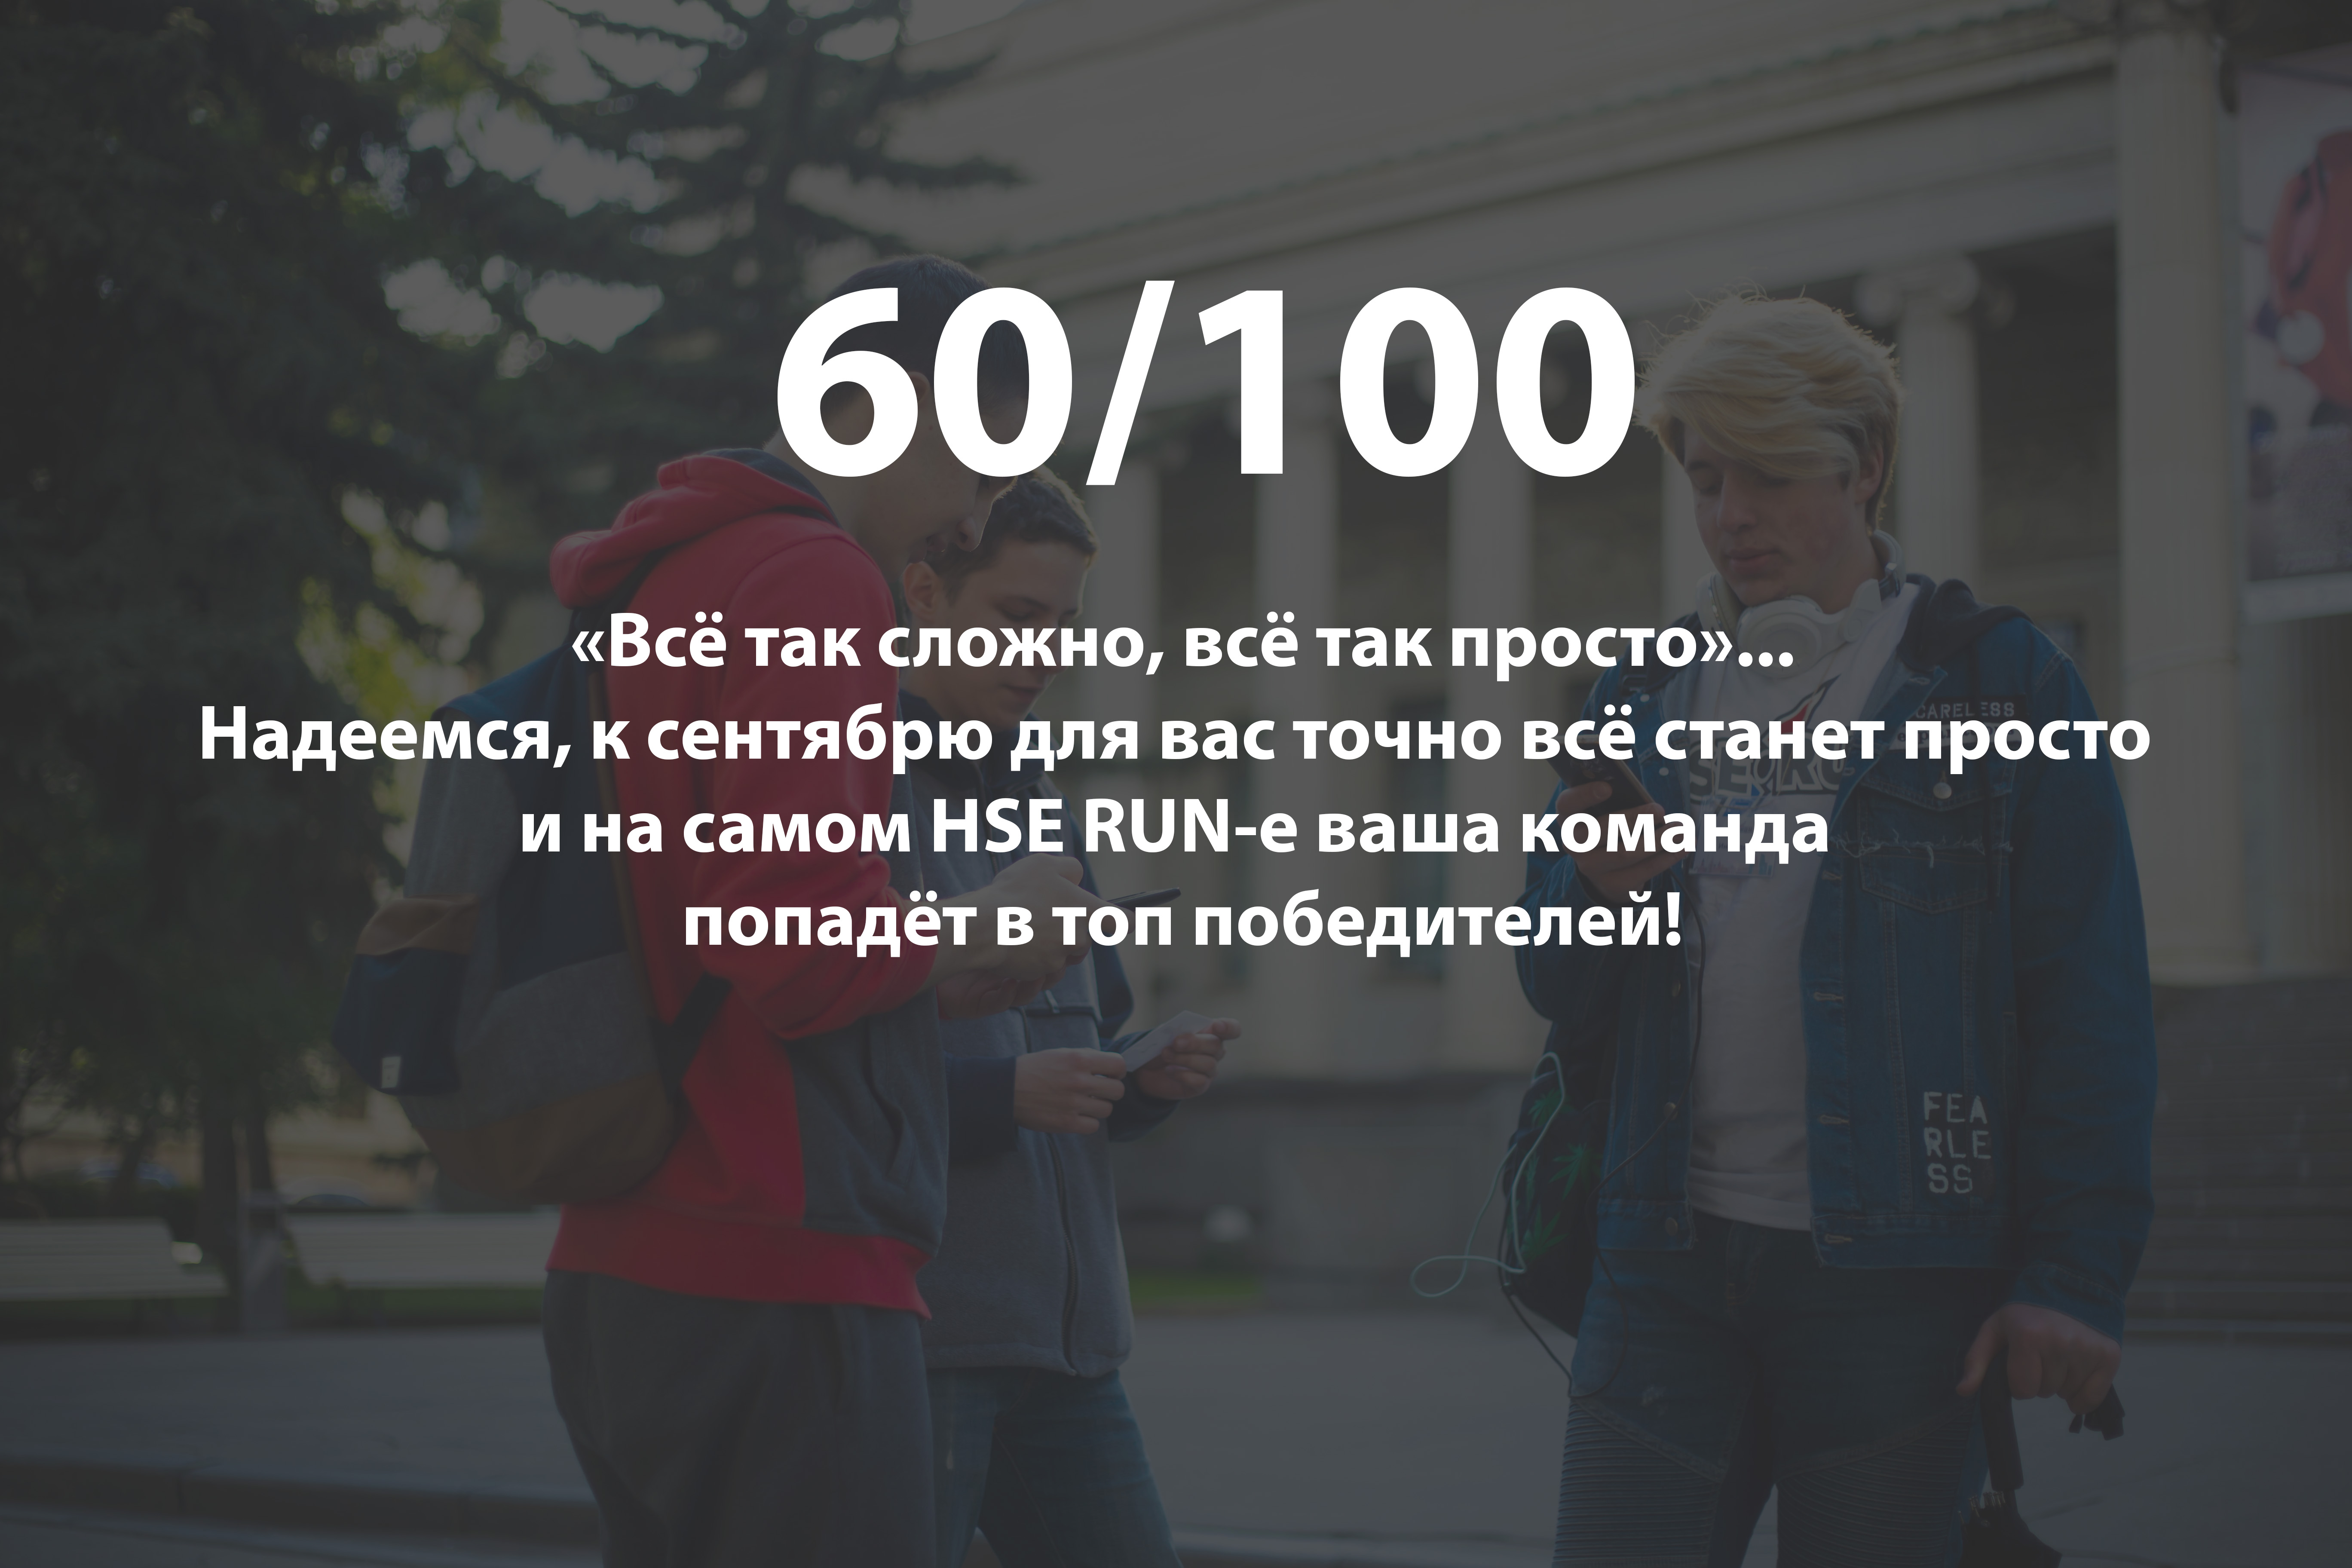 60/100
«Всё так сложно, всё так просто»...
Надеемся, к сентябрю для вас точно всё станет просто
и на самом HSE RUN-е ваша команда
попадёт в топ победителей!
CARELESS
FEA
RLE
SS